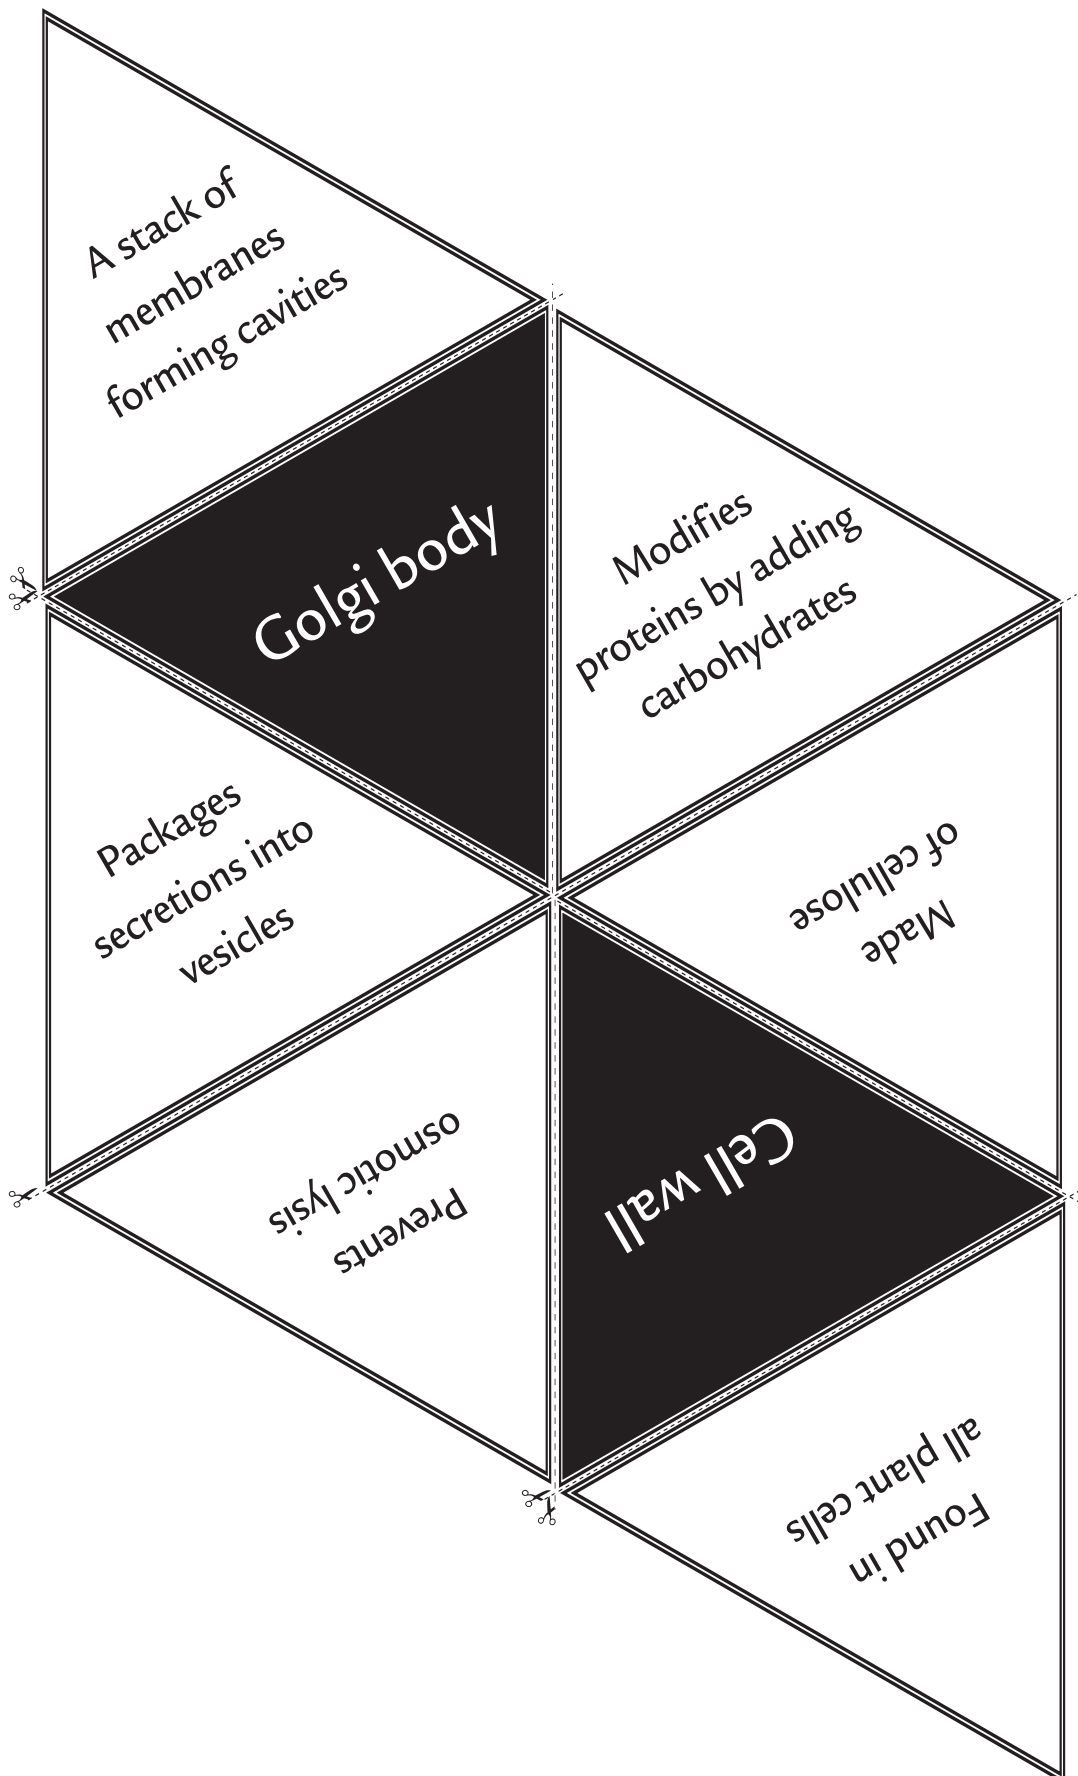 A stack of
membranes
forming cavities
Golgi body
Modifies
proteins by adding
carbohydrates
Packages
secretions into
vesicles
Made
of cellulose
Prevents
osmotic lysis
Cell wall
Found in
all plant cells